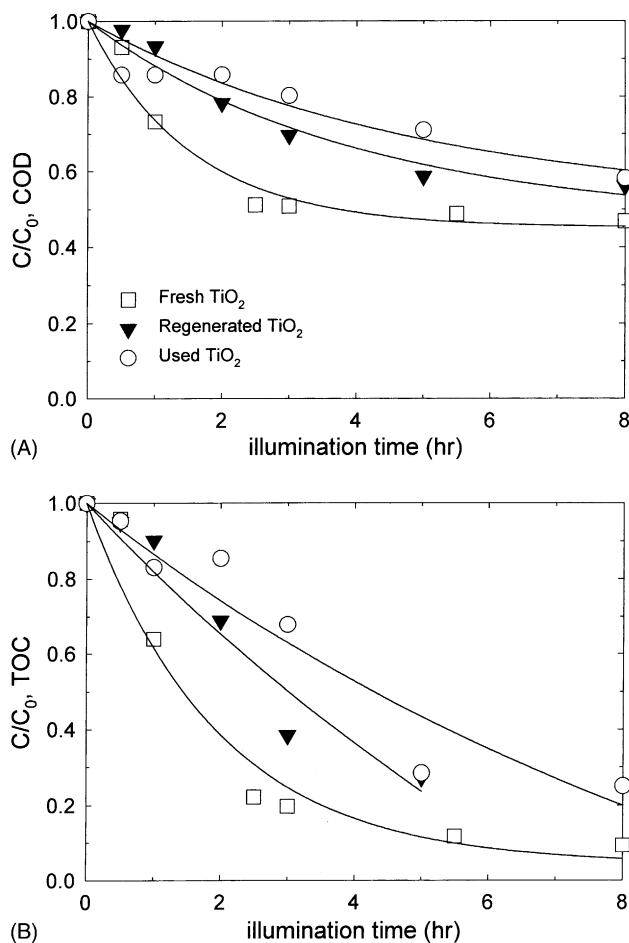 1.0
0.8
0.6
0.4
0.2
0.0
C/C₀, COD
Fresh TiO₂
Regenerated TiO₂
Used TiO₂
0 2 4 6 8
(A) illumination time (hr)
1.0
0.8
0.6
0.4
0.2
0.0
C/C₀, TOC
0 2 4 6 8
(B) illumination time (hr)